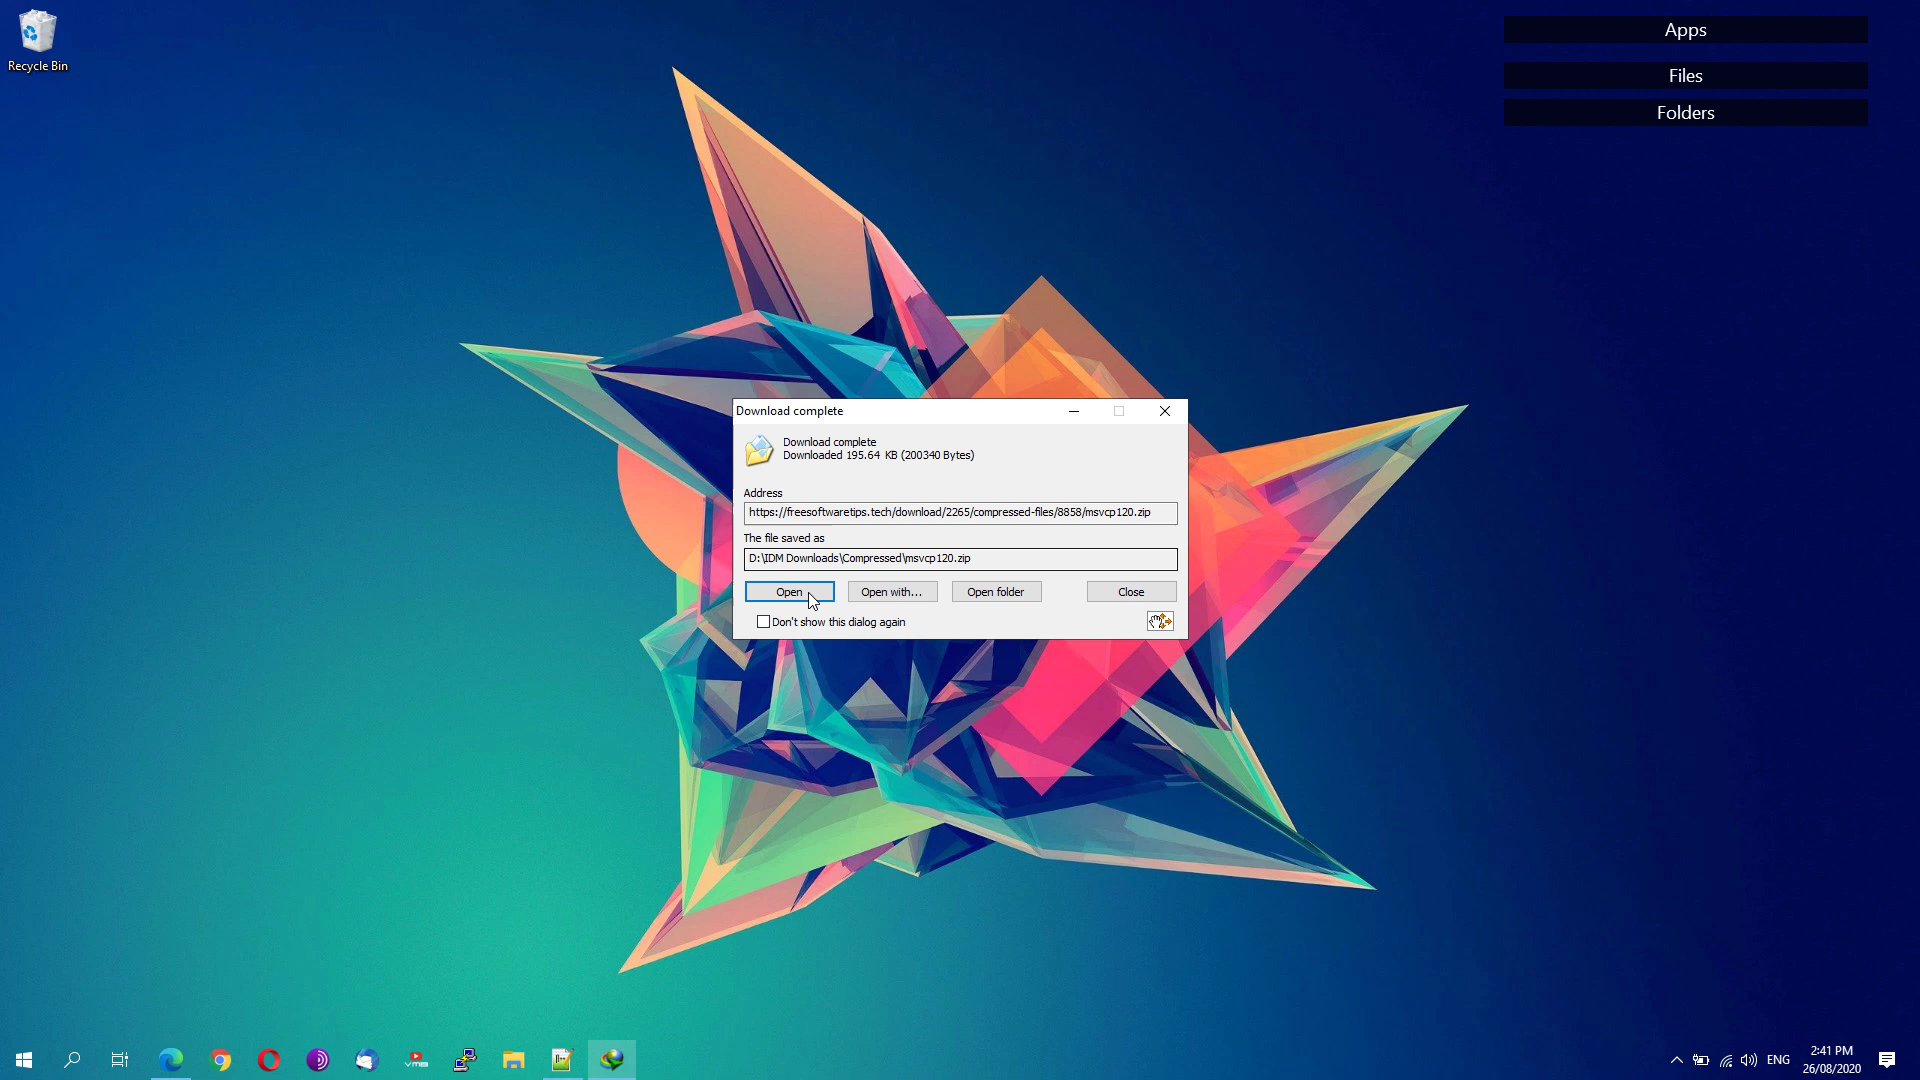 Recycle Bin
Apps
Files
Folders
Download complete
Download complete
Downloaded 195.64 KB (200340 Bytes)
Address
https://freesoftwaretips.tech/download/2265/compressed-files/8858/msvcp120.zip
The file saved as
D:\IDM Downloads\Compressed\msvcp120.zip
Open
Open with...
Open folder
Close
Don't show this dialog again
ENG
2:41 PM
26/08/2020